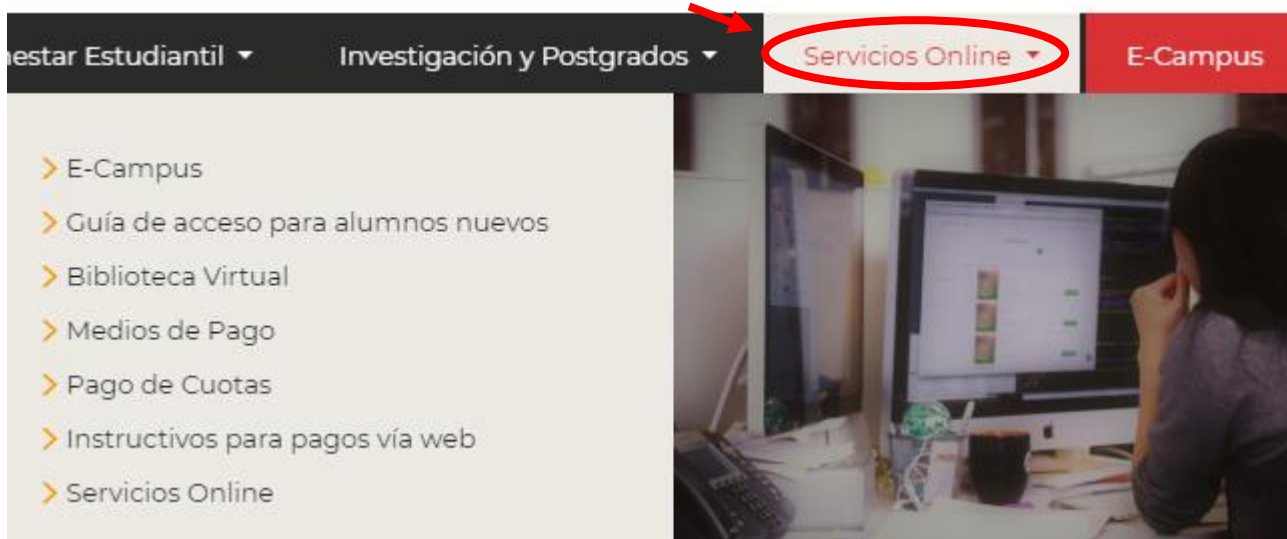 nestar Estudiantil Investigación y Postgrados Servicios Online E-Campus
E-Campus
Guía de acceso para alumnos nuevos
Biblioteca Virtual
Medios de Pago
Pago de Cuotas
Instructivos para pagos vía web
Servicios Online